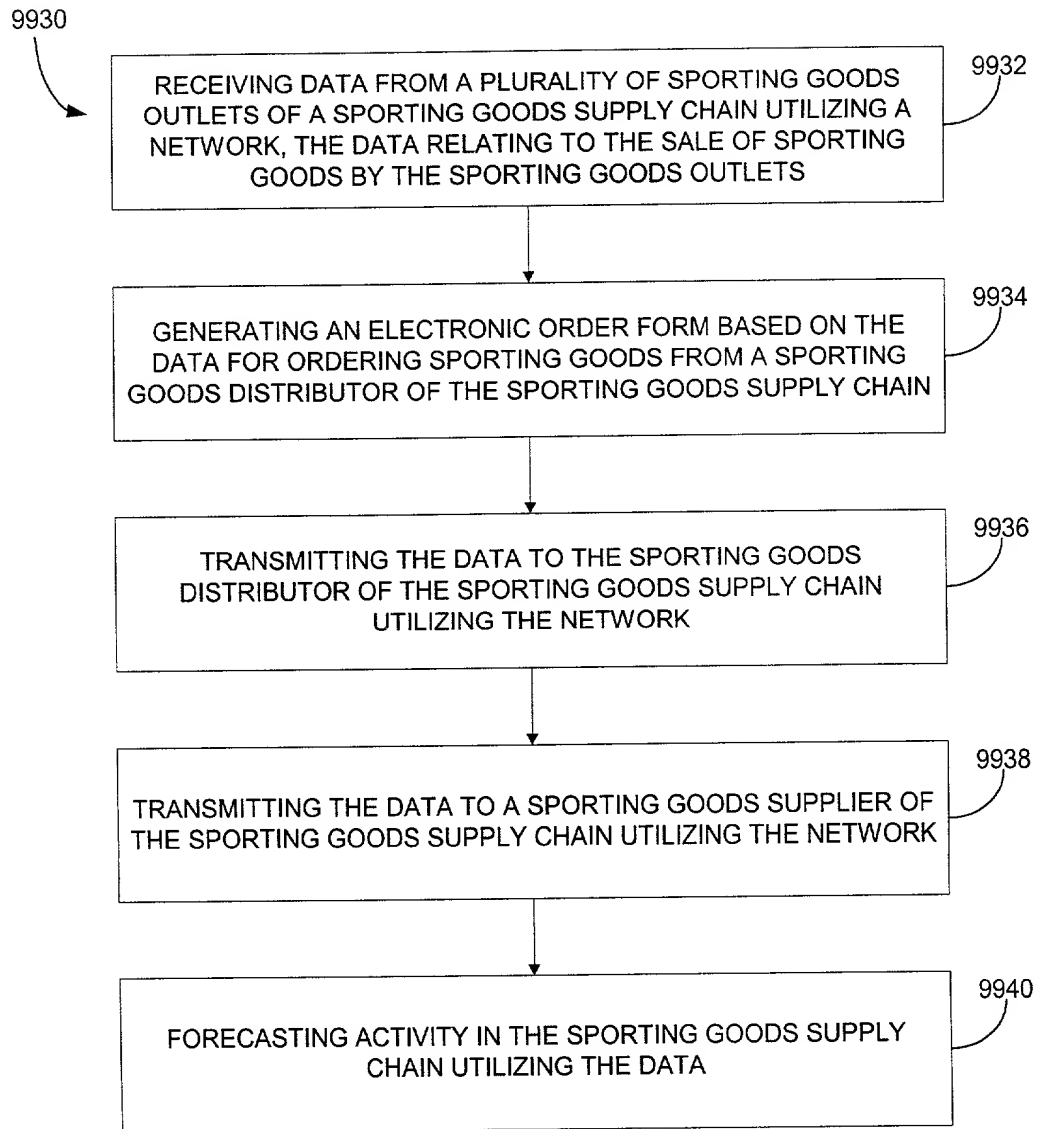 9930
9932
RECEIVING DATA FROM A PLURALITY OF SPORTING GOODS
OUTLETS OF A SPORTING GOODS SUPPLY CHAIN UTILIZING A
NETWORK, THE DATA RELATING TO THE SALE OF SPORTING
GOODS BY THE SPORTING GOODS OUTLETS
9934
GENERATING AN ELECTRONIC ORDER FORM BASED ON THE
DATA FOR ORDERING SPORTING GOODS FROM A SPORTING
GOODS DISTRIBUTOR OF THE SPORTING GOODS SUPPLY CHAIN
9936
TRANSMITTING THE DATA TO THE SPORTING GOODS
DISTRIBUTOR OF THE SPORTING GOODS SUPPLY CHAIN
UTILIZING THE NETWORK
9938
TRANSMITTING THE DATA TO A SPORTING GOODS SUPPLIER OF
THE SPORTING GOODS SUPPLY CHAIN UTILIZING THE NETWORK
9940
FORECASTING ACTIVITY IN THE SPORTING GOODS SUPPLY
CHAIN UTILIZING THE DATA